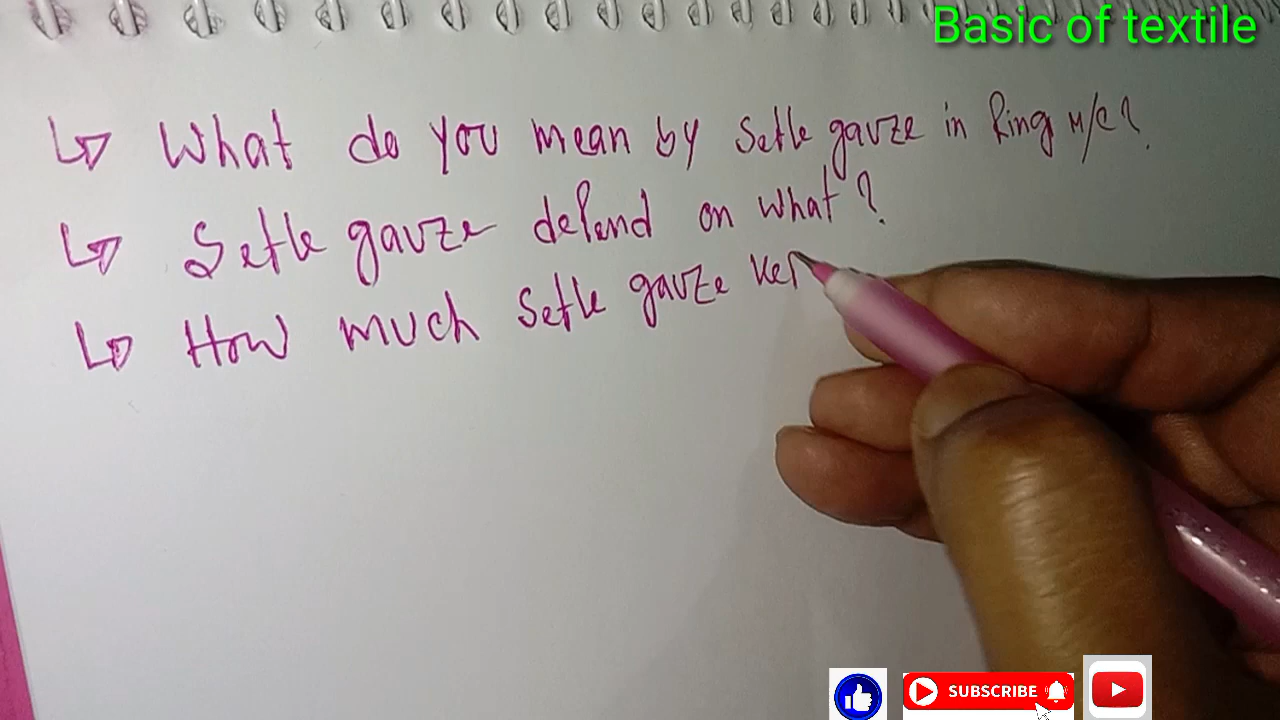 Basic of textile
What do you mean by Setle gauze in Ring M/C?
Setle gauze depend on what?
How much Setle gauze kep
SUBSCRIBE